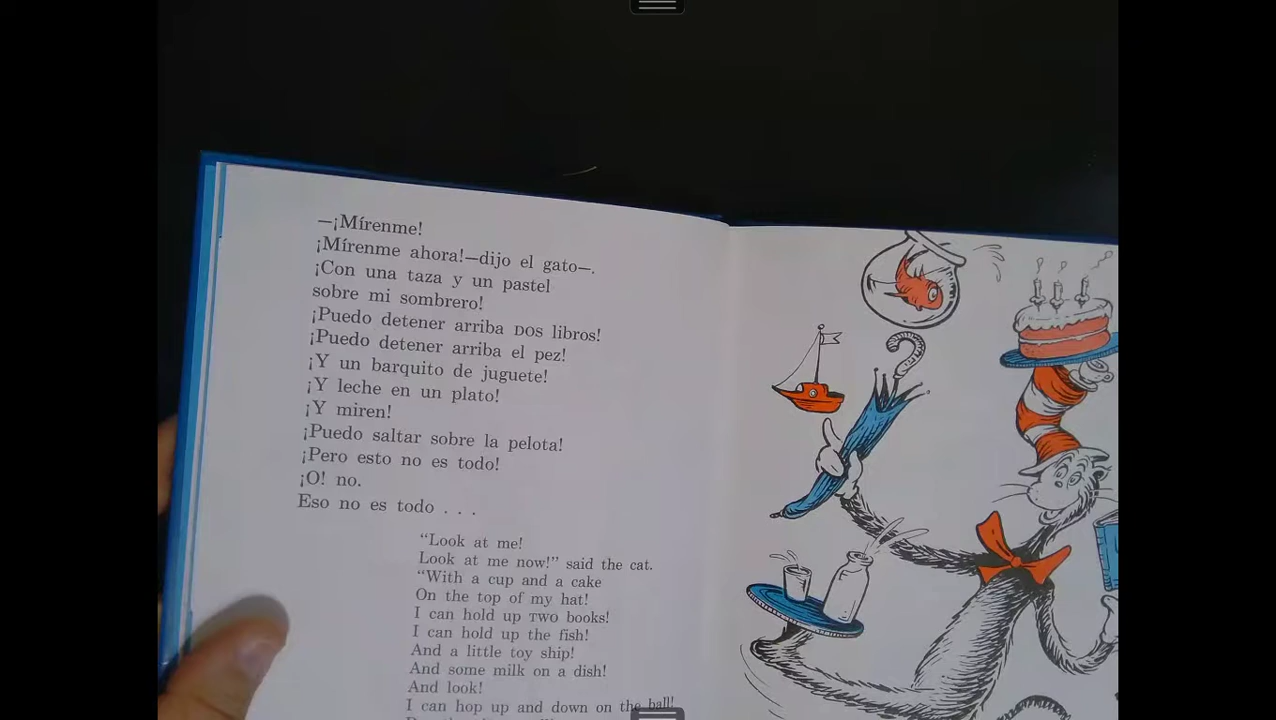 —¡Mírenme!
¡Mírenme ahora!—dijo el gato—.
¡Con una taza y un pastel
sobre mi sombrero!
¡Puedo detener arriba DOS libros!
¡Puedo detener arriba el pez!
¡Y un barquito de juguete!
¡Y leche en un plato!
¡Y miren!
¡Puedo saltar sobre la pelota!
¡Pero esto no es todo!
¡O! no.
Eso no es todo . . .
“Look at me!
Look at me now!” said the cat.
“With a cup and a cake
On the top of my hat!
I can hold up TWO books!
I can hold up the fish!
And a little toy ship!
And some milk on a dish!
And look!
I can hop up and down on the ball!